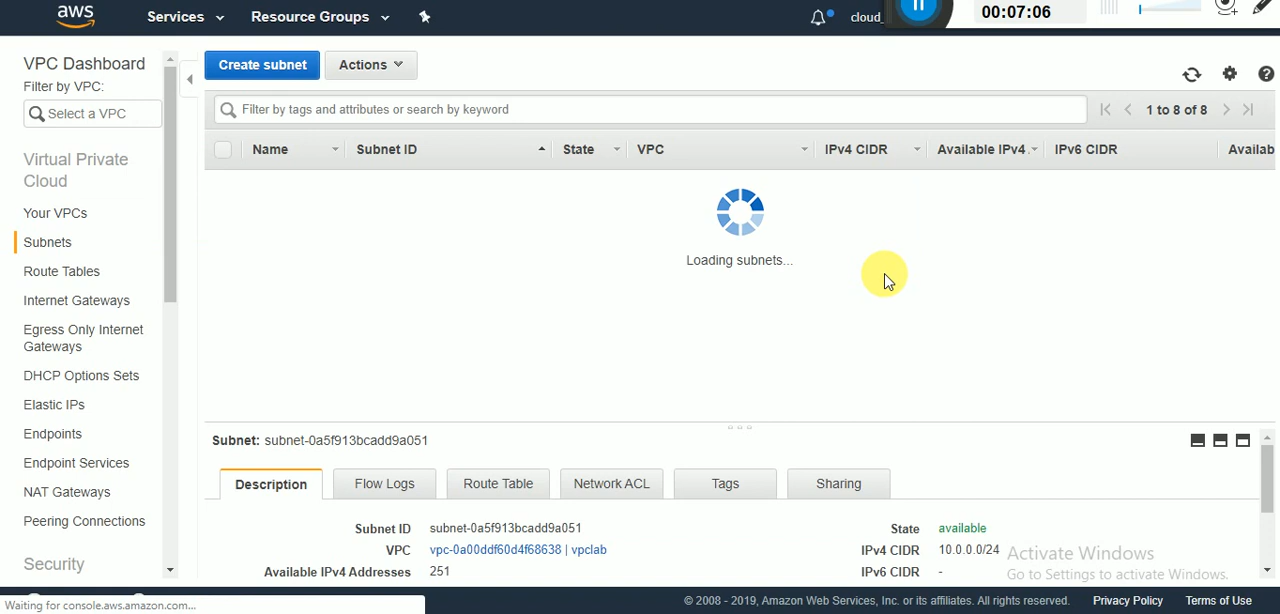 aws
Services
Resource Groups
cloud_
00:07:06
VPC Dashboard
Filter by VPC:
Select a VPC
Virtual Private
Cloud
Your VPCs
Subnets
Route Tables
Internet Gateways
Egress Only Internet
Gateways
DHCP Options Sets
Elastic IPs
Endpoints
Endpoint Services
NAT Gateways
Peering Connections
Security
Create subnet
Actions
Filter by tags and attributes or search by keyword
1 to 8 of 8
Name
Subnet ID
State
VPC
IPv4 CIDR
Available IPv4
IPv6 CIDR
Availab
Loading subnets...
Subnet: subnet-0a5f913bcadd9a051
Description
Flow Logs
Route Table
Network ACL
Tags
Sharing
Subnet ID subnet-0a5f913bcadd9a051
State available
VPC vpc-0a00ddf60d4f68638 | vpclab
IPv4 CIDR 10.0.0.0/24
Available IPv4 Addresses 251
IPv6 CIDR -
Activate Windows
Go to Settings to activate Windows.
Waiting for console.aws.amazon.com...
© 2008 - 2019, Amazon Web Services, Inc. or its affiliates. All rights reserved.
Privacy Policy
Terms of Use